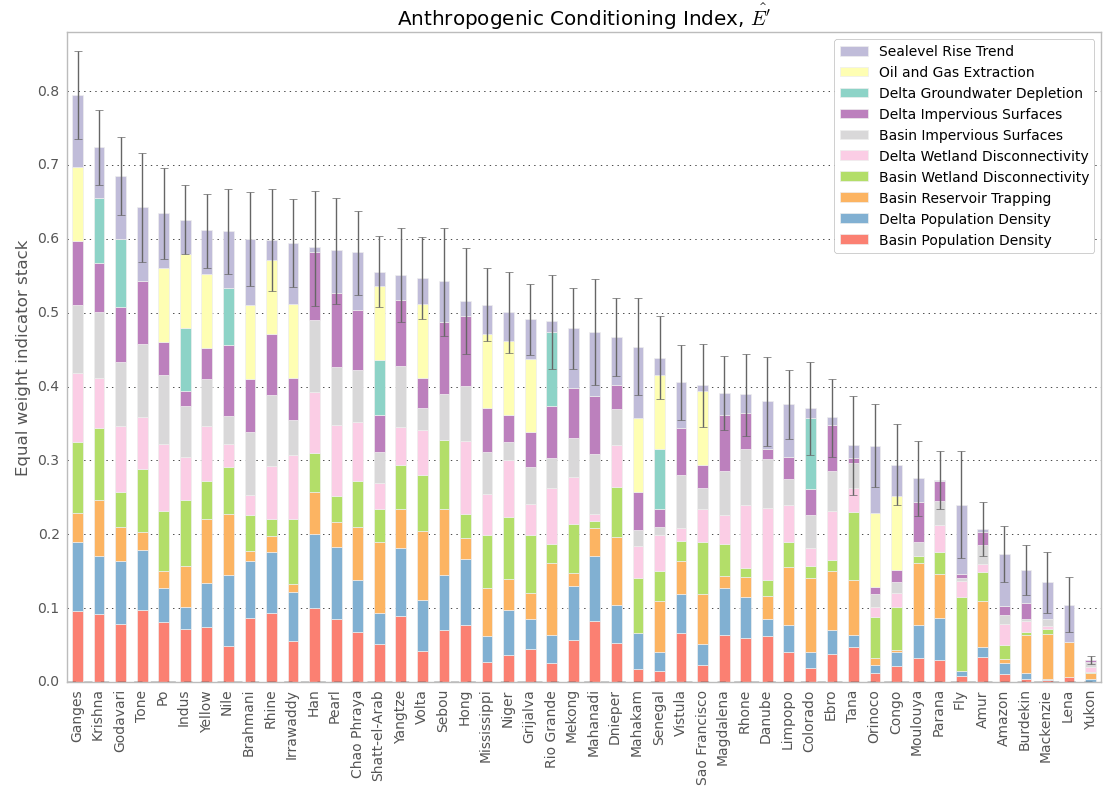 Anthropogenic Conditioning Index, Ê′
Sealevel Rise Trend
Oil and Gas Extraction
Delta Groundwater Depletion
Delta Impervious Surfaces
Basin Impervious Surfaces
Delta Wetland Disconnectivity
Basin Wetland Disconnectivity
Basin Reservoir Trapping
Delta Population Density
Basin Population Density
Equal weight indicator stack
0.8
0.7
0.6
0.5
0.4
0.3
0.2
0.1
0.0
Ganges
Krishna
Godavari
Tone
Po
Indus
Yellow
Nile
Brahmani
Rhine
Irrawaddy
Han
Pearl
Chao Phraya
Shatt-el-Arab
Yangtze
Volta
Sebou
Hong
Mississippi
Niger
Grijalva
Rio Grande
Mekong
Mahanadi
Dnieper
Mahakam
Senegal
Vistula
Sao Francisco
Magdalena
Rhone
Danube
Limpopo
Colorado
Ebro
Tana
Orinoco
Congo
Moulouya
Parana
Fly
Amur
Amazon
Burdekin
Mackenzie
Lena
Yukon